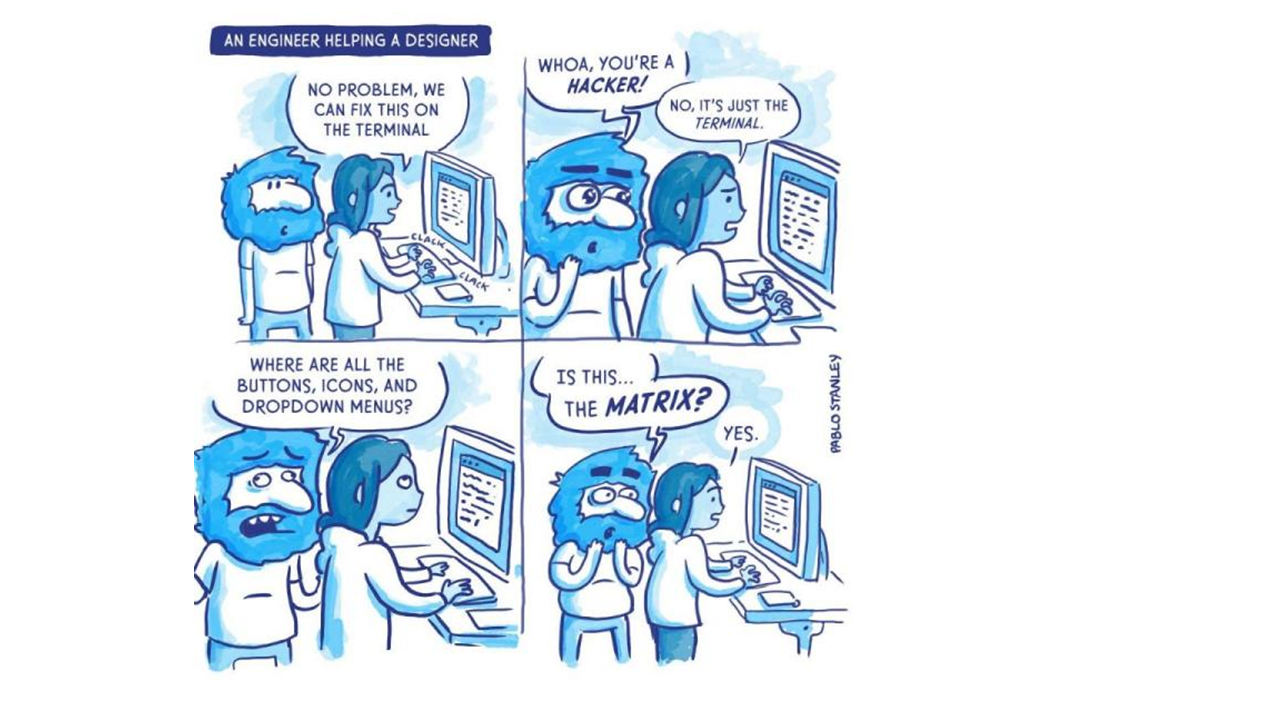 AN ENGINEER HELPING A DESIGNER
NO PROBLEM, WE
CAN FIX THIS ON
THE TERMINAL
CLACK
CLACK
WHOA, YOU'RE A
HACKER!
NO, IT'S JUST THE
TERMINAL.
WHERE ARE ALL THE
BUTTONS, ICONS, AND
DROPDOWN MENUS?
IS THIS...
THE MATRIX?
YES.
PABLO STANLEY